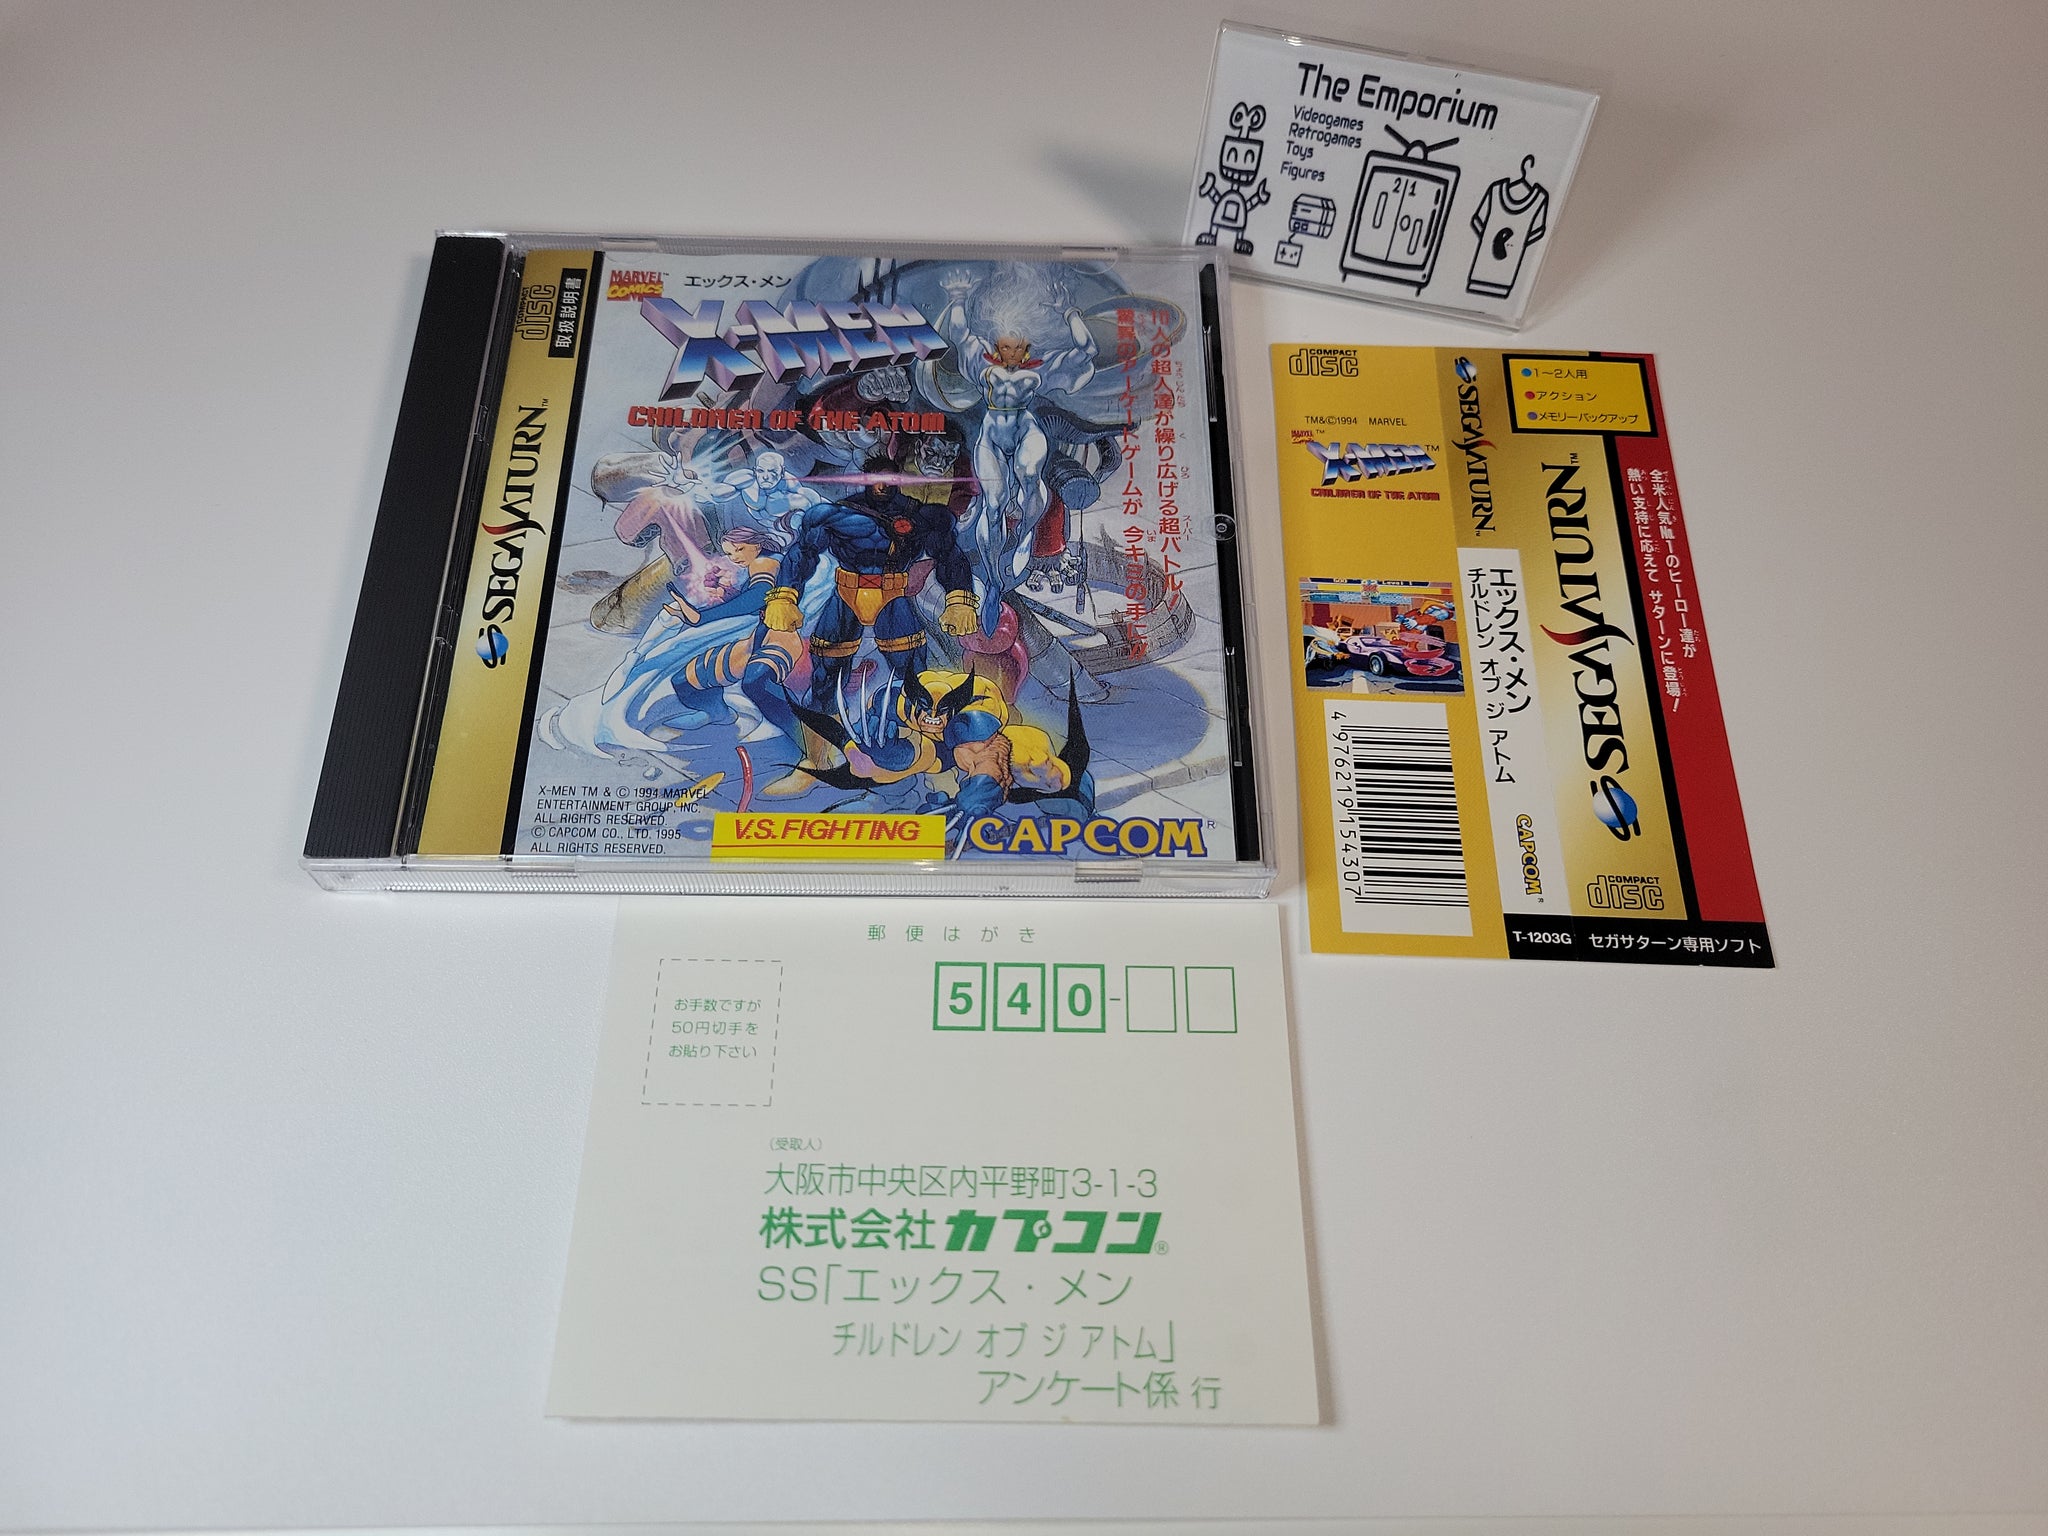 The Emporium
Videogames
Retrogames
Toys
Figures
21
COMPACT
disc
取扱説明書
SEGA SATURN™
MARVEL
COMICS
エックス・メン
X-MEN
CHILDREN OF THE ATOM
10人の超人達が繰り広げる超バトル!
驚異のアーケードゲームが 今キミの手に!
X-MEN TM & © 1994 MARVEL
ENTERTAINMENT GROUP, INC.
ALL RIGHTS RESERVED.
© CAPCOM CO., LTD. 1995
ALL RIGHTS RESERVED.
V.S.FIGHTING
CAPCOM®
COMPACT
disc
TM&©1994 MARVEL
X-MEN™
CHILDREN OF THE ATOM
4976219154307
SEGA SATURN™
エックス・メン
チルドレン オブ ジ アトム
CAPCOM®
T-1203G
●1〜2人用
●アクション
●メモリーバックアップ
SEGA SATURN™
COMPACT
disc
全米人気No.1のヒーロー達が
熱い支持に応えて サターンに登場!
セガサターン専用ソフト
郵便はがき
お手数ですが
50円切手を
お貼り下さい
540-
(受取人)
大阪市中央区内平野町3-1-3
株式会社カプコン®
SS「エックス・メン
チルドレン オブ ジ アトム」
アンケート係 行